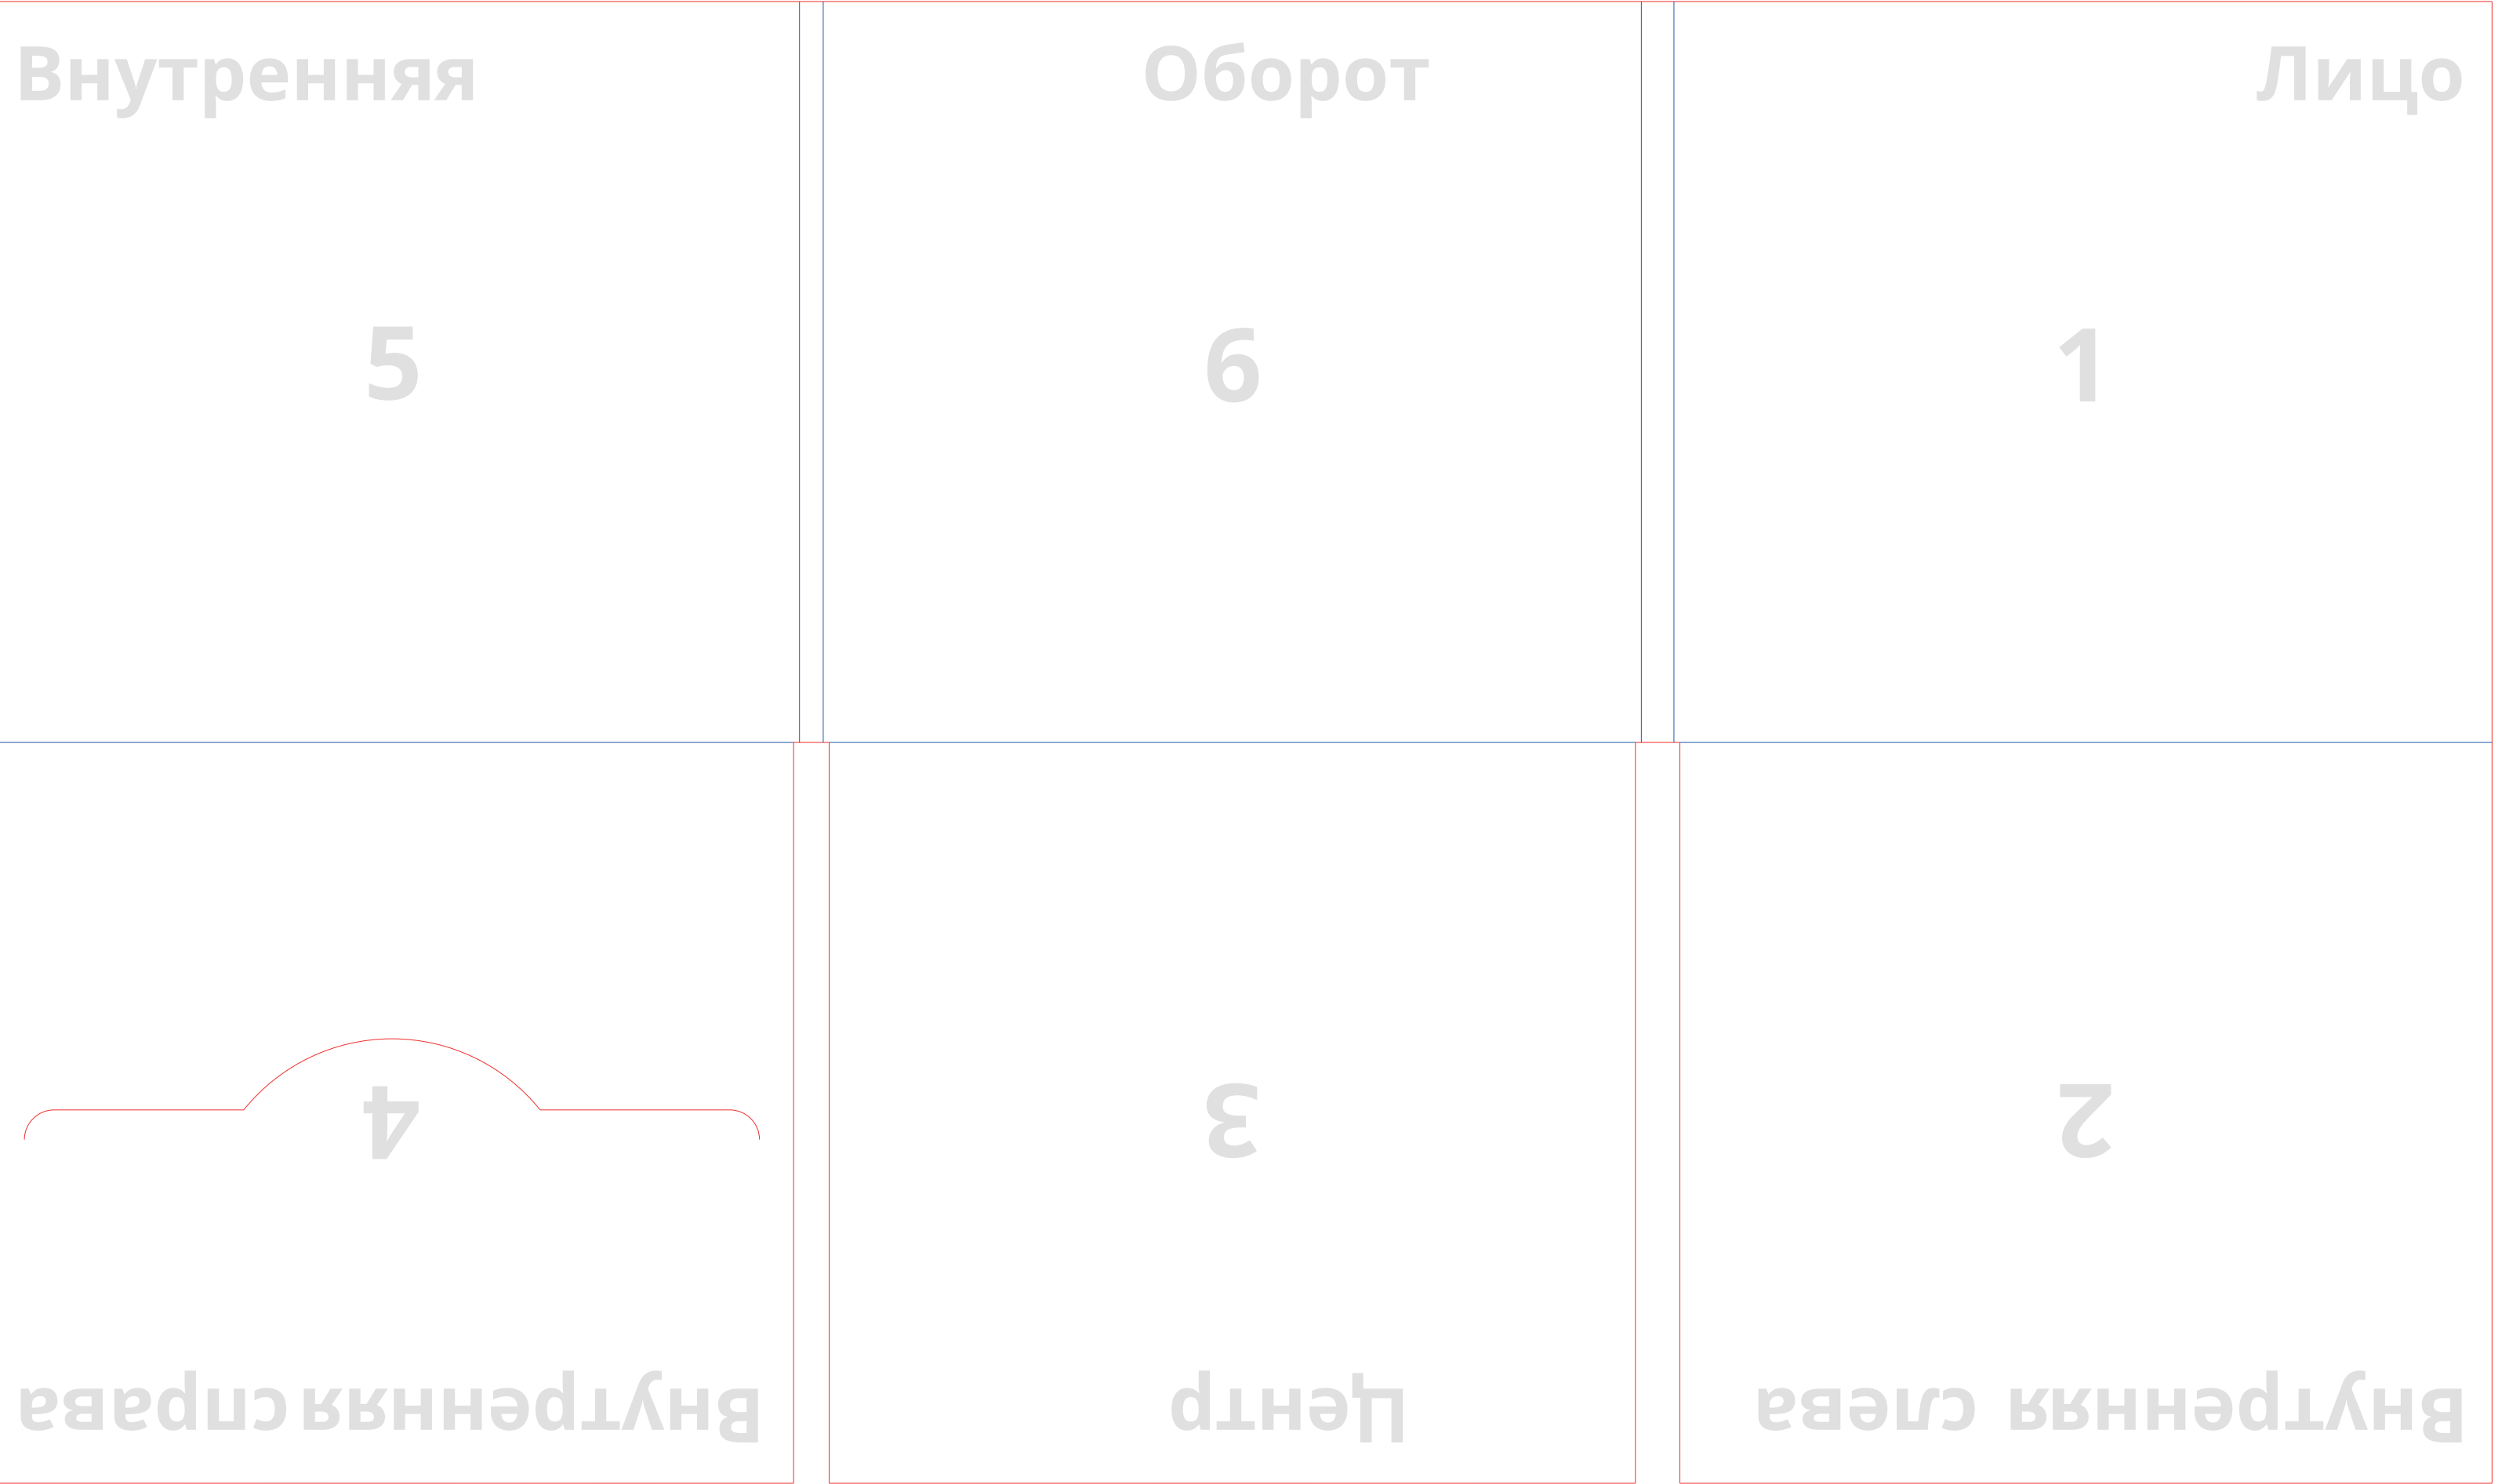 Внутренняя
Оборот
Лицо
5
6
1
4
3
2
Внутренняя справа
Центр
Внутренняя слева